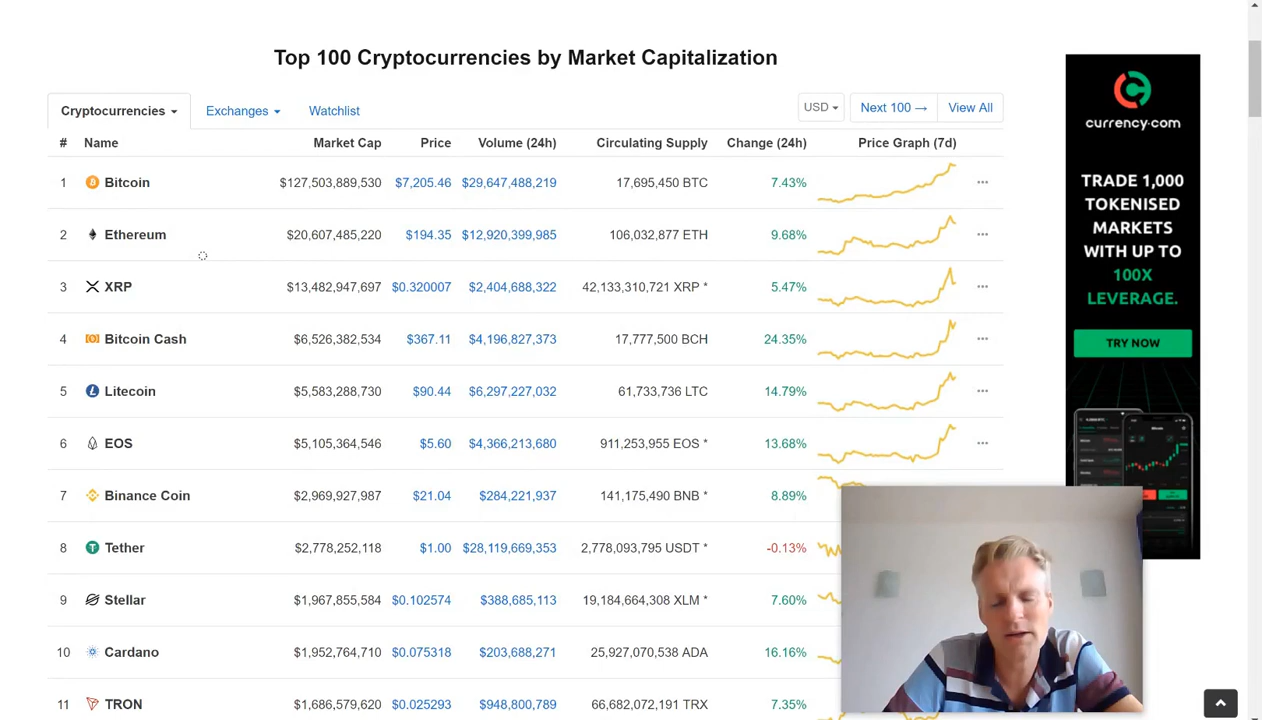 Top 100 Cryptocurrencies by Market Capitalization
Cryptocurrencies Exchanges Watchlist USD Next 100 → View All
# Name Market Cap Price Volume (24h) Circulating Supply Change (24h) Price Graph (7d)
1 Bitcoin $127,503,889,530 $7,205.46 $29,647,488,219 17,695,450 BTC 7.43%
2 Ethereum $20,607,485,220 $194.35 $12,920,399,985 106,032,877 ETH 9.68%
3 XRP $13,482,947,697 $0.320007 $2,404,688,322 42,133,310,721 XRP * 5.47%
4 Bitcoin Cash $6,526,382,534 $367.11 $4,196,827,373 17,777,500 BCH 24.35%
5 Litecoin $5,583,288,730 $90.44 $6,297,227,032 61,733,736 LTC 14.79%
6 EOS $5,105,364,546 $5.60 $4,366,213,680 911,253,955 EOS * 13.68%
7 Binance Coin $2,969,927,987 $21.04 $284,221,937 141,175,490 BNB * 8.89%
8 Tether $2,778,252,118 $1.00 $28,119,669,353 2,778,093,795 USDT * -0.13%
9 Stellar $1,967,855,584 $0.102574 $388,685,113 19,184,664,308 XLM * 7.60%
10 Cardano $1,952,764,710 $0.075318 $203,688,271 25,927,070,538 ADA 16.16%
11 TRON $1,686,579,620 $0.025293 $948,800,789 66,682,072,191 TRX 7.35%
currency.com
TRADE 1,000
TOKENISED
MARKETS
WITH UP TO
100X
LEVERAGE.
TRY NOW